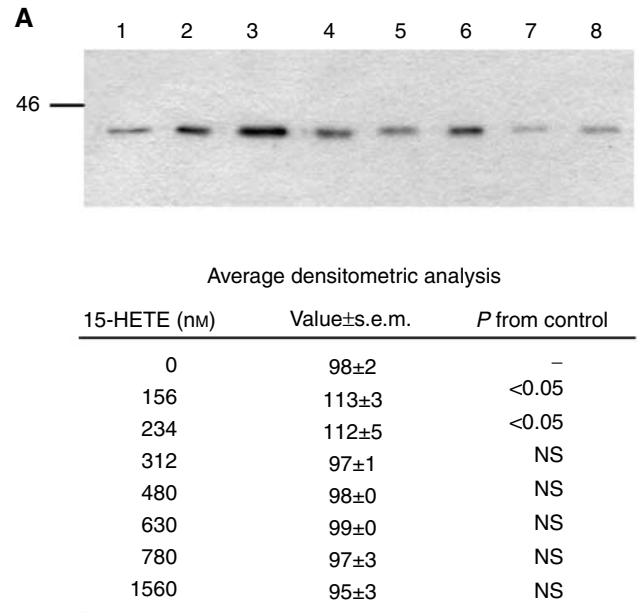 A
1 2 3 4 5 6 7 8
46
Average densitometric analysis
15-HETE (nM) Value±s.e.m. P from control
0 98±2 –
156 113±3 <0.05
234 112±5 <0.05
312 97±1 NS
480 98±0 NS
630 99±0 NS
780 97±3 NS
1560 95±3 NS